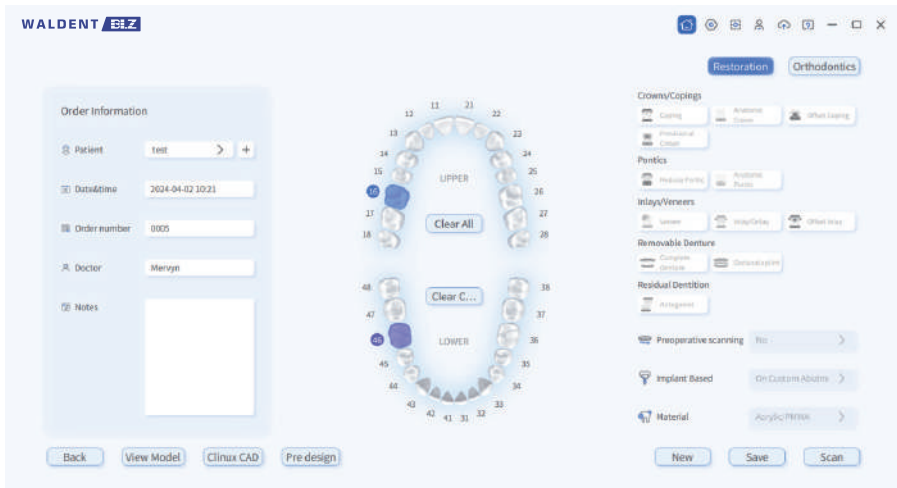 WALDENT BLZ
Restoration
Orthodontics
Order Information
Patient
test
+
Date&time
2024-04-02 10:21
Order number
0005
Doctor
Mervyn
Notes
11 21
12 22
13 23
14 24
15 25
16 26
17 27
18 28
UPPER
Clear All
48 38
Clear C...
47 37
46 36
LOWER
45 35
44 34
43 33
42 41 31 32
Crowns/Copings
Coping
Anatomic Crown
Offset Coping
Pontics
Anatomic Pontic
Inlays/Veneers
Veneer
Inlay/Onlay
Offset Inlay
Removable Denture
Complete denture
Residual Dentition
Antagonist
Preoperative scanning
No
Implant Based
On Custom Abutme
Material
Acrylic/PMMA
Back
View Model
Clinux CAD
Pre design
New
Save
Scan